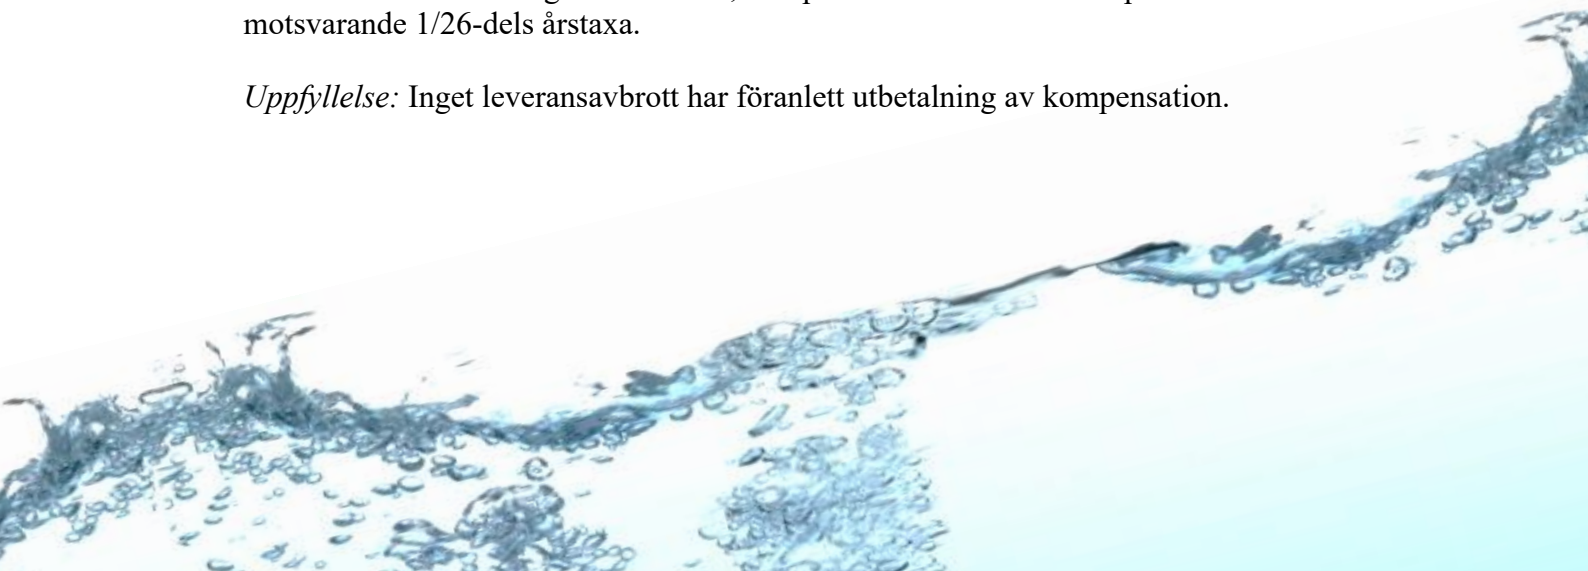 motsvarande 1/26-dels årstaxa.
Uppfyllelse: Inget leveransavbrott har föranlett utbetalning av kompensation.